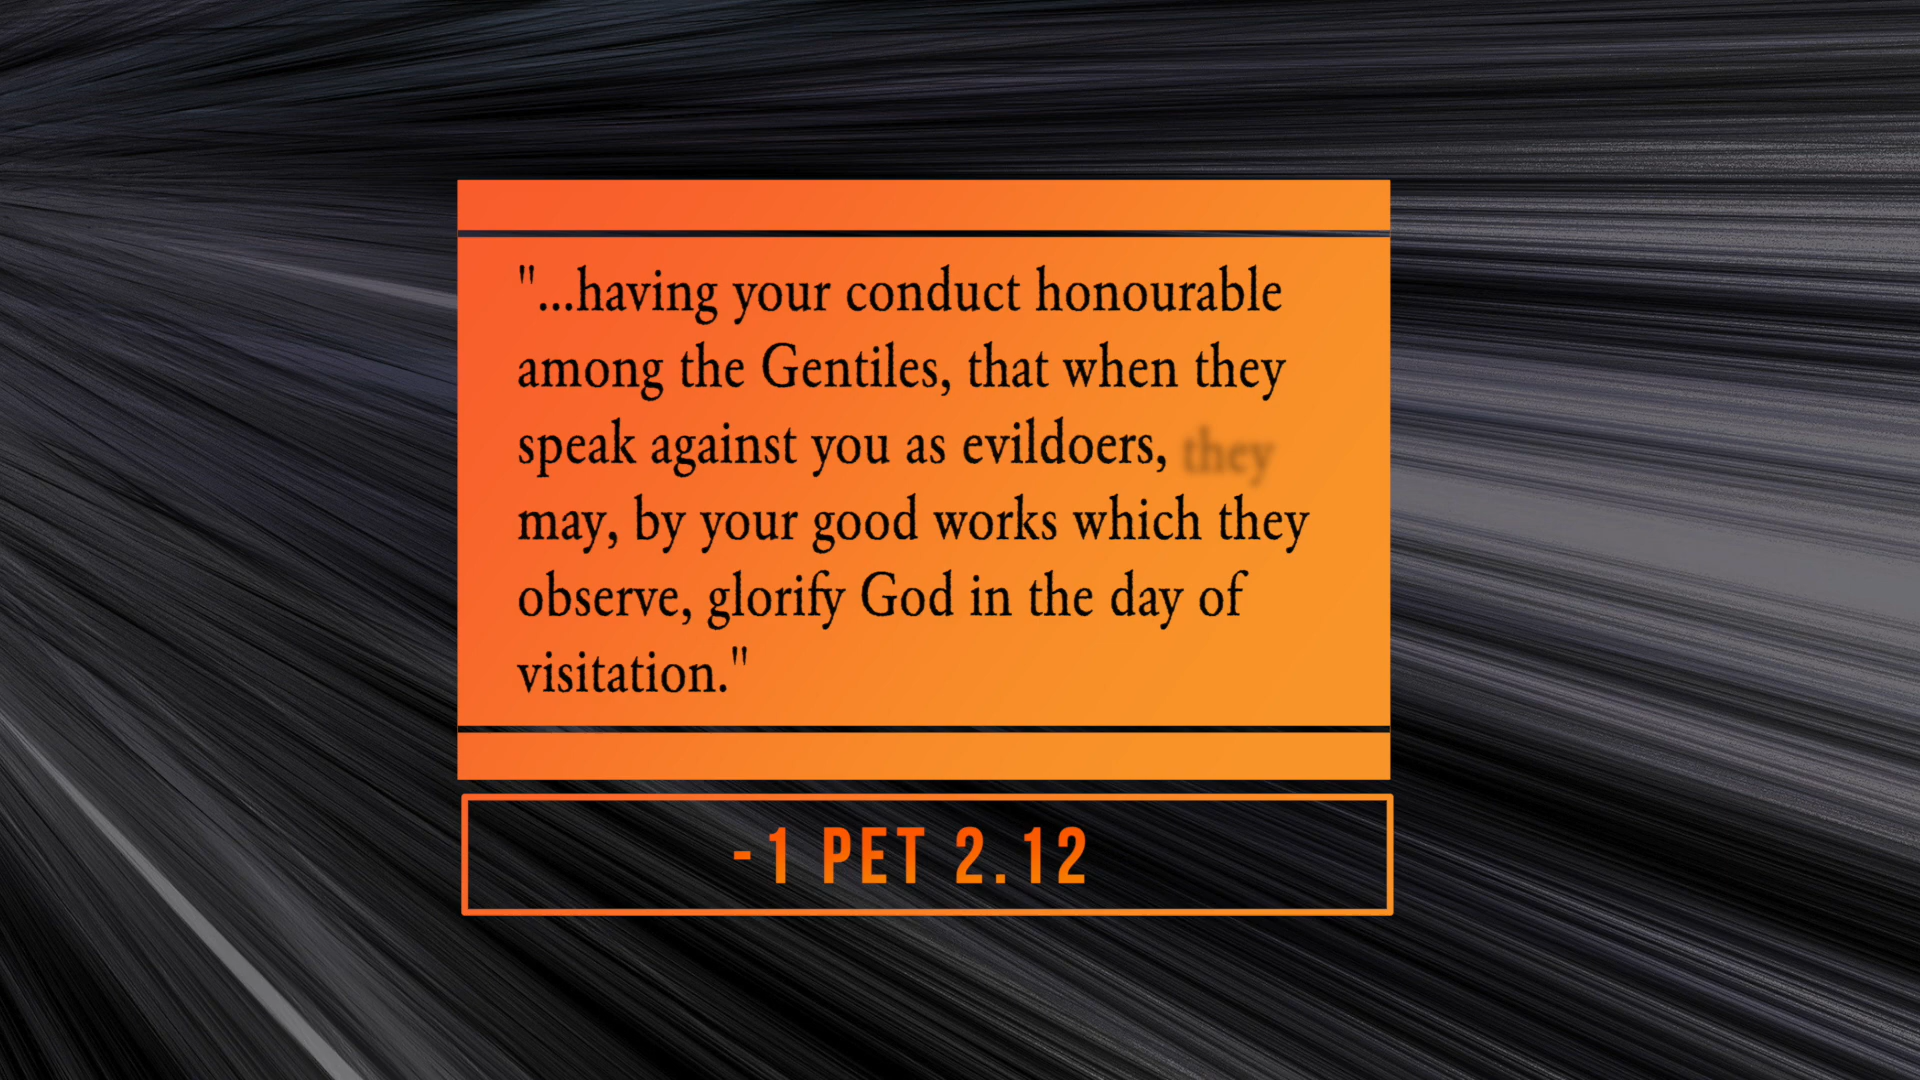 "...having your conduct honourable
among the Gentiles, that when they
speak against you as evildoers, they
may, by your good works which they
observe, glorify God in the day of
visitation."
-1 PET 2.12